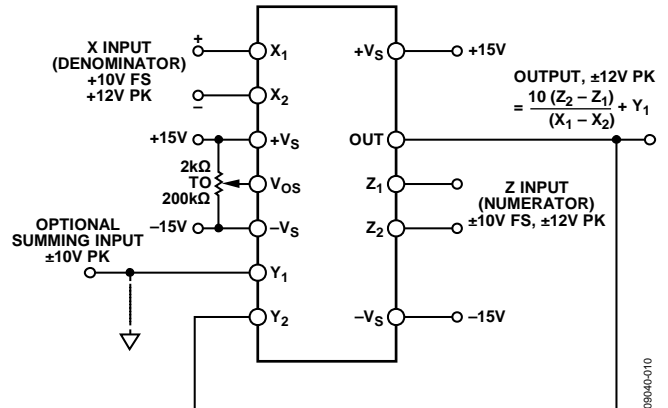 X INPUT
(DENOMINATOR)
+10V FS
+12V PK
+
–
X1
X2
+15V
+VS
2kΩ
TO
200kΩ
VOS
–15V
–VS
OPTIONAL
SUMMING INPUT
±10V PK
Y1
Y2
+VS
+15V
OUT
OUTPUT, ±12V PK
= 10 (Z2 – Z1) / (X1 – X2) + Y1
Z1
Z2
Z INPUT
(NUMERATOR)
±10V FS, ±12V PK
–VS
–15V
09040-010